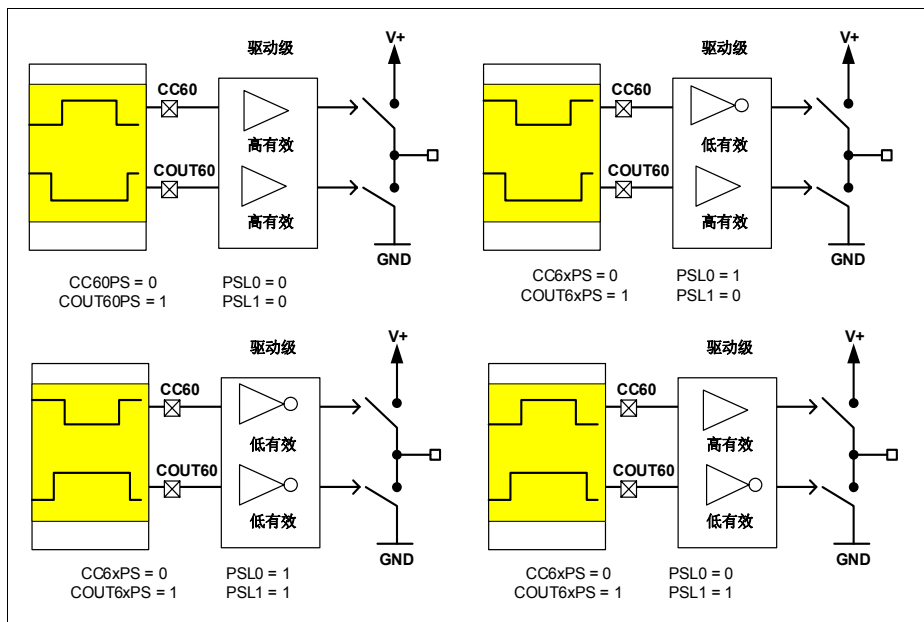 驱动级
V+
CC60
高有效
COUT60
高有效
GND
CC60PS = 0
COUT60PS = 1
PSL0 = 0
PSL1 = 0
驱动级
V+
CC60
低有效
COUT60
高有效
GND
CC6xPS = 0
COUT6xPS = 1
PSL0 = 1
PSL1 = 0
驱动级
V+
CC60
低有效
COUT60
低有效
GND
CC6xPS = 0
COUT6xPS = 1
PSL0 = 1
PSL1 = 1
驱动级
V+
CC60
高有效
COUT60
低有效
GND
CC6xPS = 0
COUT6xPS = 1
PSL0 = 0
PSL1 = 1